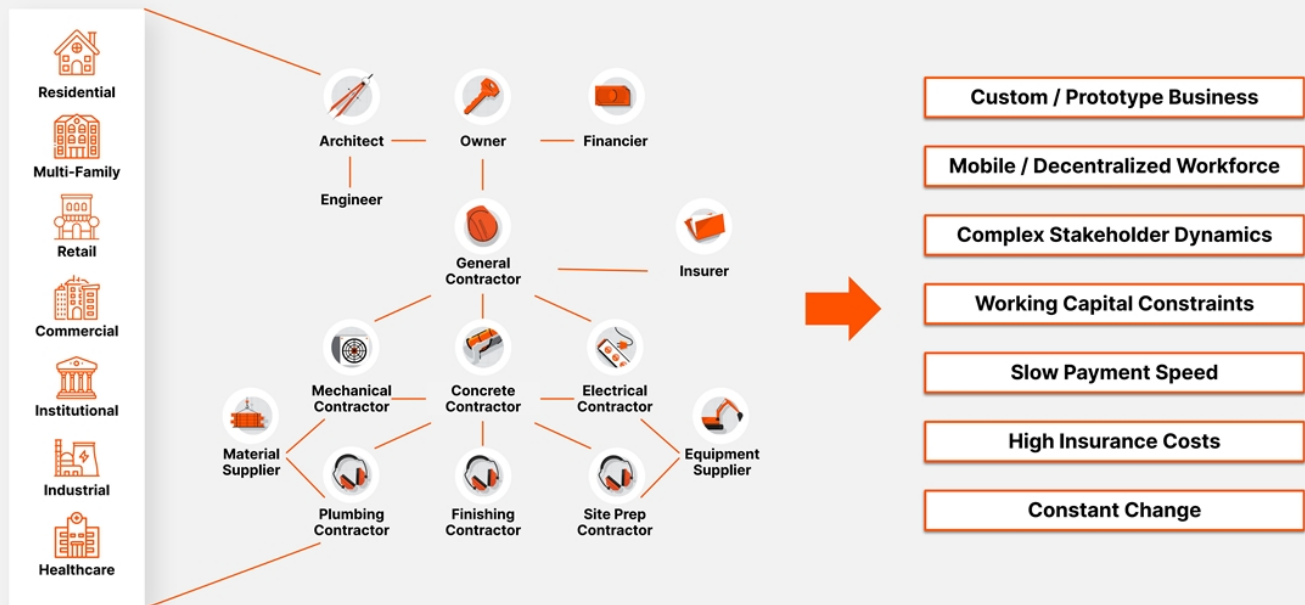 Residential
Multi-Family
Retail
Commercial
Institutional
Industrial
Healthcare
Architect
Owner
Financier
Engineer
General
Contractor
Insurer
Mechanical
Contractor
Concrete
Contractor
Electrical
Contractor
Material
Supplier
Equipment
Supplier
Plumbing
Contractor
Finishing
Contractor
Site Prep
Contractor
Custom / Prototype Business
Mobile / Decentralized Workforce
Complex Stakeholder Dynamics
Working Capital Constraints
Slow Payment Speed
High Insurance Costs
Constant Change